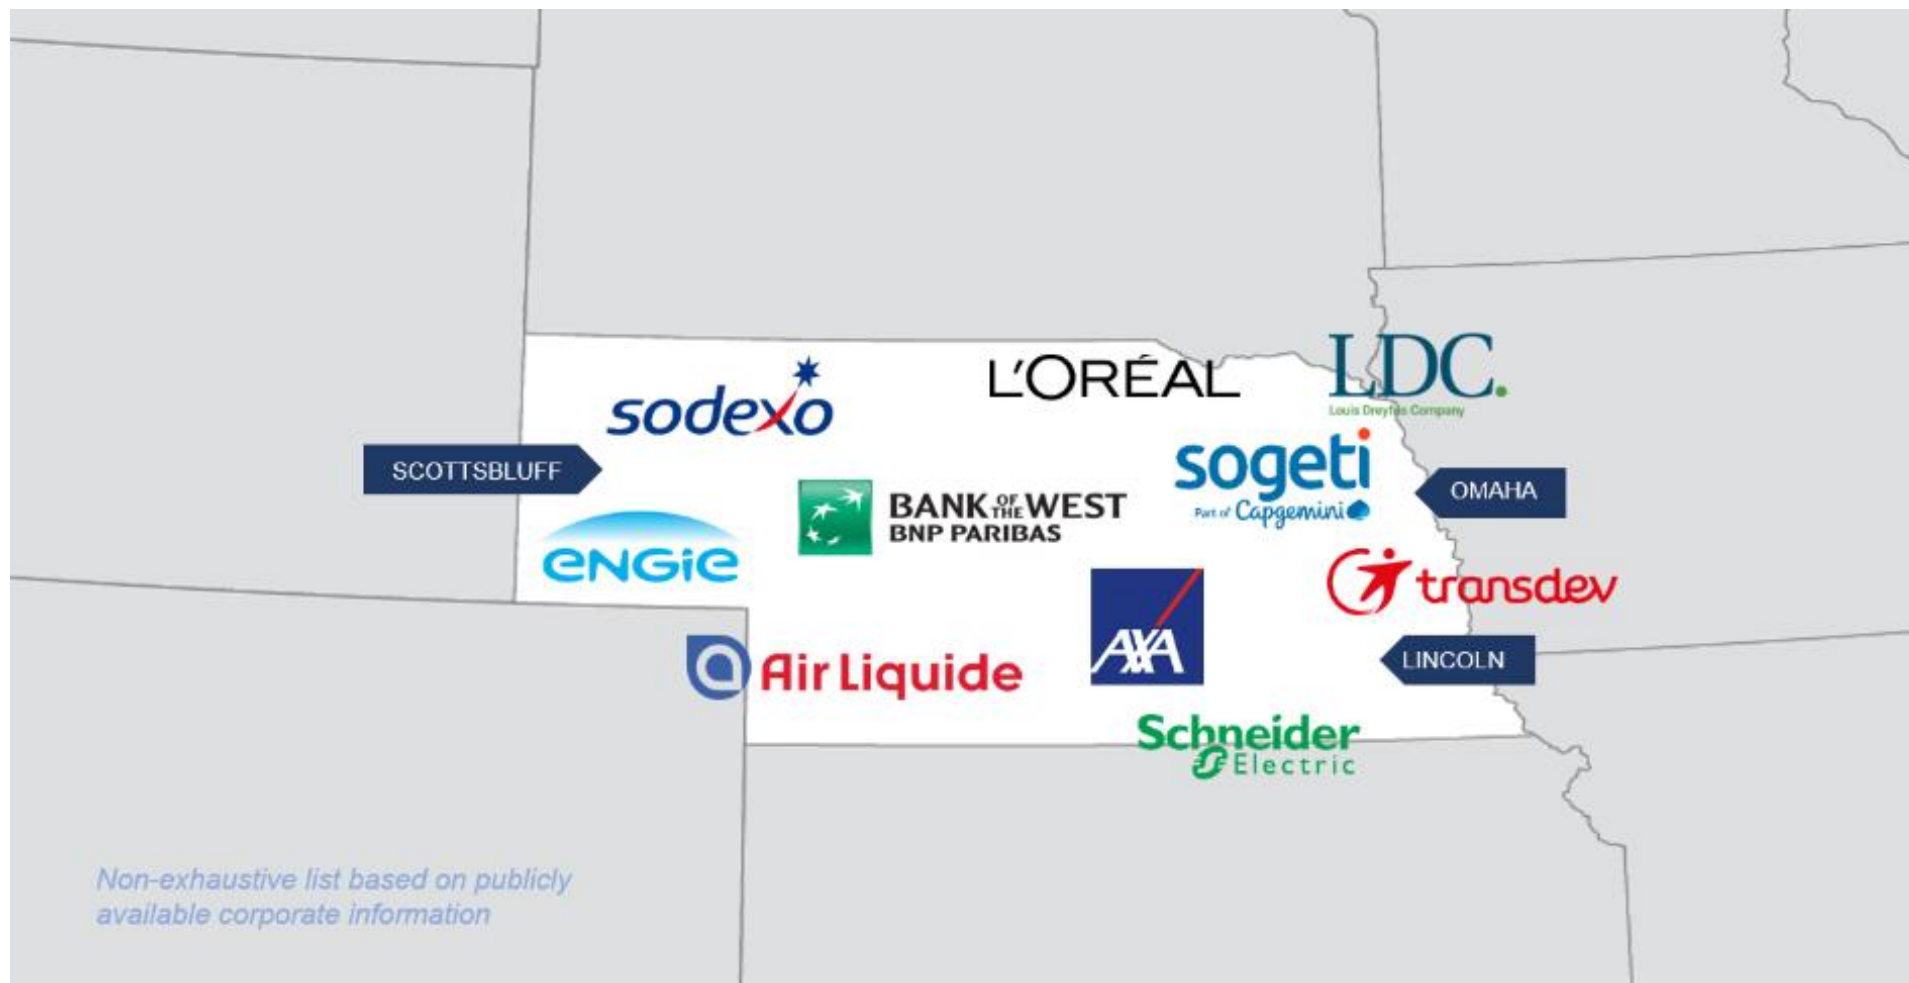 sodexo
L'ORÉAL
LDC.
Louis Dreyfus Company
SCOTTSBLUFF
sogeti
Part of Capgemini
OMAHA
BANK OF THE WEST
BNP PARIBAS
ENGIE
transdev
AXA
LINCOLN
Air Liquide
Schneider
Electric
Non-exhaustive list based on publicly
available corporate information